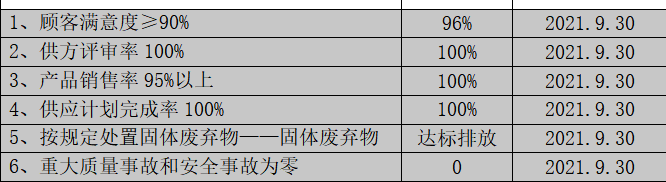 1、顾客满意度≥90% 96% 2021.9.30
2、供方评审率 100% 100% 2021.9.30
3、产品销售率 95%以上 100% 2021.9.30
4、供应计划完成率 100% 100% 2021.9.30
5、按规定处置固体废弃物——固体废弃物 达标排放 2021.9.30
6、重大质量事故和安全事故为零 0 2021.9.30